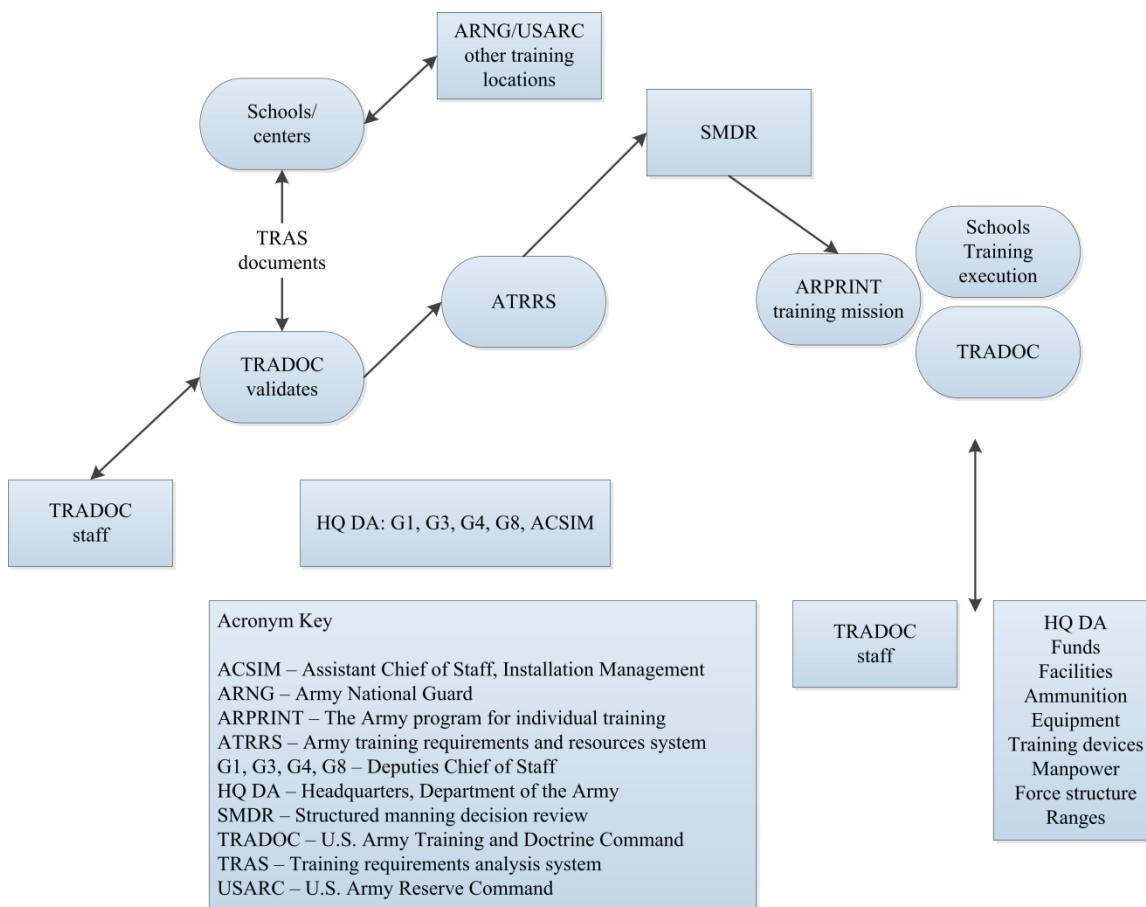 ARNG/USARC
other training
locations
Schools/
centers
SMDR
TRAS
documents
Schools
Training
execution
ARPRINT
training mission
ATRRS
TRADOC
TRADOC
validates
TRADOC
staff
HQ DA: G1, G3, G4, G8, ACSIM
Acronym Key
ACSIM – Assistant Chief of Staff, Installation Management
ARNG – Army National Guard
ARPRINT – The Army program for individual training
ATRRS – Army training requirements and resources system
G1, G3, G4, G8 – Deputies Chief of Staff
HQ DA – Headquarters, Department of the Army
SMDR – Structured manning decision review
TRADOC – U.S. Army Training and Doctrine Command
TRAS – Training requirements analysis system
USARC – U.S. Army Reserve Command
TRADOC
staff
HQ DA
Funds
Facilities
Ammunition
Equipment
Training devices
Manpower
Force structure
Ranges